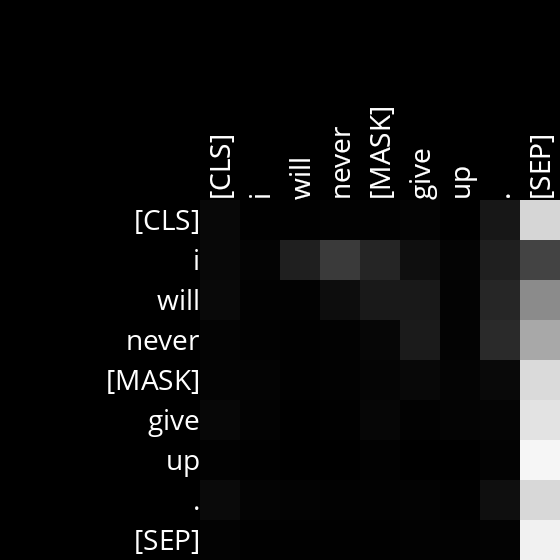 [CLS] i will never [MASK] give up . [SEP]
[CLS]
i
will
never
[MASK]
give
up
.
[SEP]